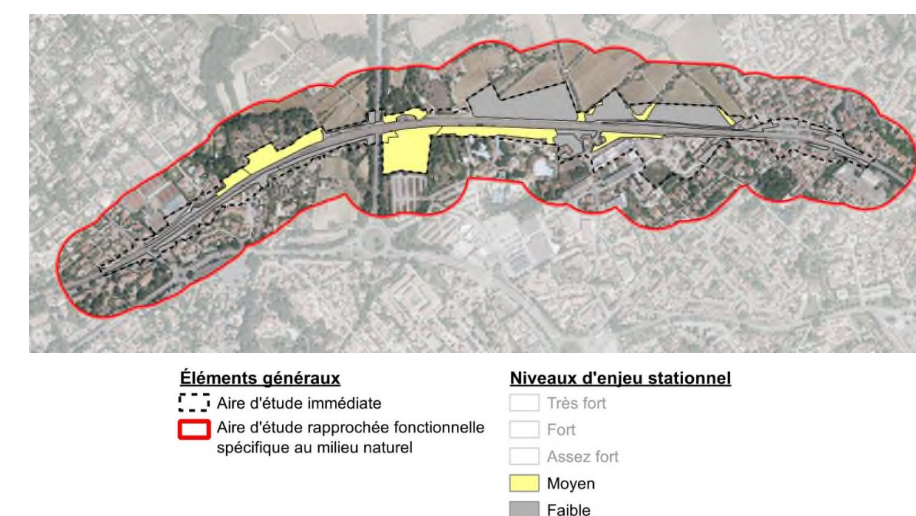 Éléments généraux
Aire d'étude immédiate
Aire d'étude rapprochée fonctionnelle
spécifique au milieu naturel
Niveaux d'enjeu stationnel
Très fort
Fort
Assez fort
Moyen
Faible